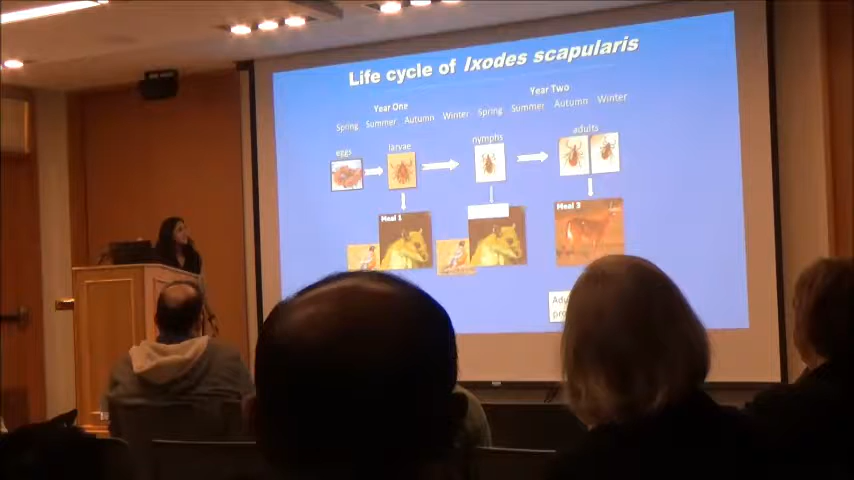 Life cycle of Ixodes scapularis
Year One Year Two
Spring Summer Autumn Winter Spring Summer Autumn Winter
eggs larvae nymphs adults
Meal 1 Meal 3